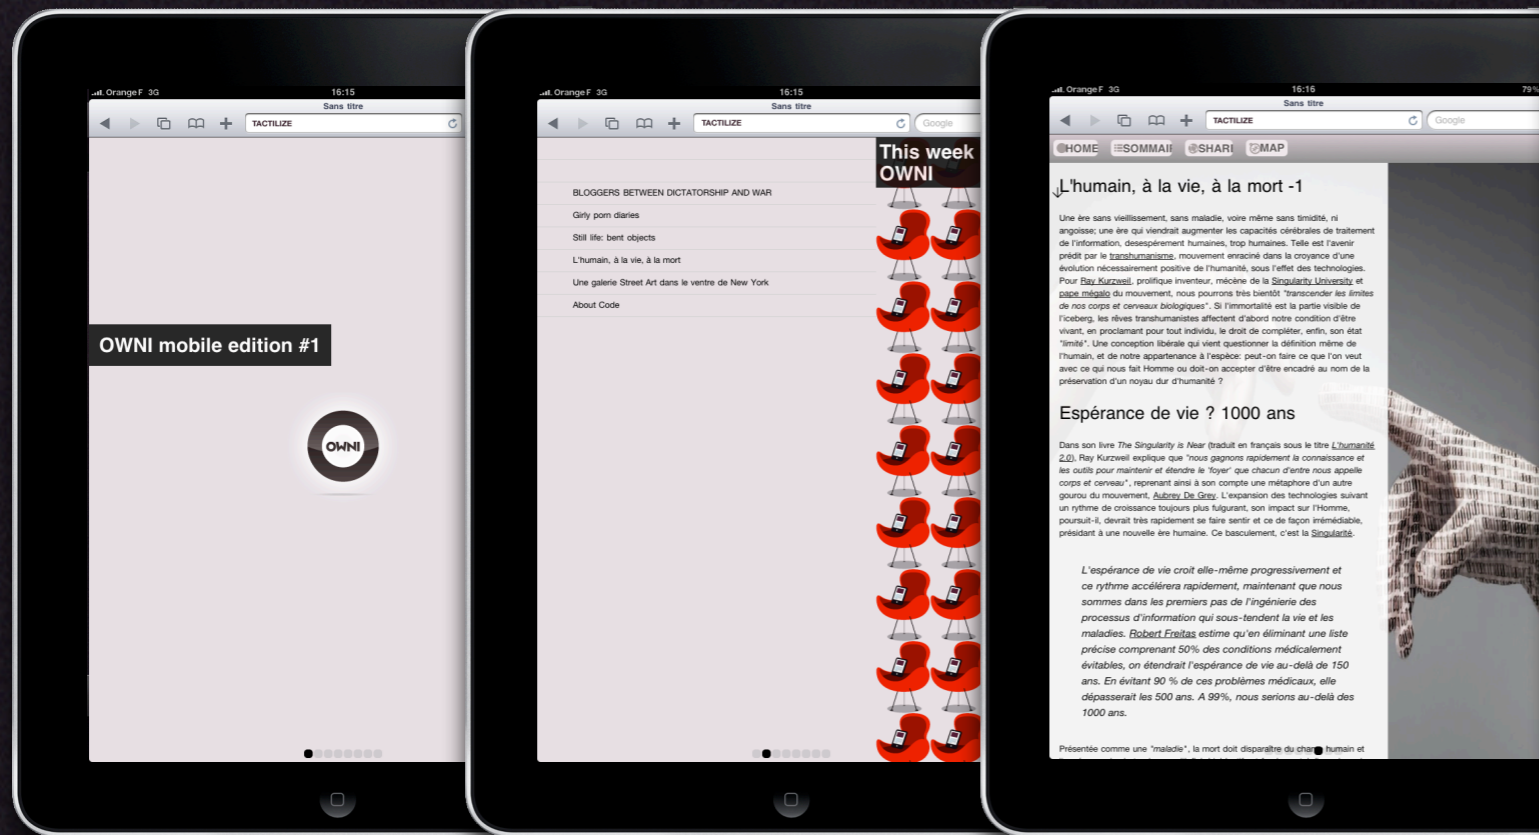 Orange F 3G
16:15
Sans titre
TACTILIZE
OWNI mobile edition #1
OWNI
Orange F 3G
16:15
Sans titre
TACTILIZE
Google
This week
OWNI
BLOGGERS BETWEEN DICTATORSHIP AND WAR
Girly porn diaries
Still life: bent objects
L'humain, à la vie, à la mort
Une galerie Street Art dans le ventre de New York
About Code
Orange F 3G
16:16
79%
Sans titre
TACTILIZE
Google
HOME SOMMAIR SHARI MAP
L'humain, à la vie, à la mort -1
Une ère sans vieillissement, sans maladie, voire même sans timidité, ni
angoisse; une ère qui viendrait augmenter les capacités cérébrales de traitement
de l'information, desespérement humaines, trop humaines. Telle est l'avenir
prédit par le transhumanisme, mouvement enraciné dans la croyance d'une
évolution nécessairement positive de l'humanité, sous l'effet des technologies.
Pour Ray Kurzweil, prolifique inventeur, mécène de la Singularity University et
pape mégalo du mouvement, nous pourrons très bientôt "transcender les limites
de nos corps et cerveaux biologiques". Si l'immortalité est la partie visible de
l'iceberg, les rêves transhumanistes affectent d'abord notre condition d'être
vivant, en proclamant pour tout individu, le droit de compléter, enfin, son état
"limité". Une conception libérale qui vient questionner la définition même de
l'humain, et de notre appartenance à l'espèce: peut-on faire ce que l'on veut
avec ce qui nous fait Homme ou doit-on accepter d'être encadré au nom de la
préservation d'un noyau dur d'humanité ?
Espérance de vie ? 1000 ans
Dans son livre The Singularity is Near (traduit en français sous le titre L'humanité
2.0), Ray Kurzweil explique que "nous gagnons rapidement la connaissance et
les outils pour maintenir et étendre le 'foyer' que chacun d'entre nous appelle
corps et cerveau", reprenant ainsi à son compte une métaphore d'un autre
gourou du mouvement, Aubrey De Grey. L'expansion des technologies suivant
un rythme de croissance toujours plus fulgurant, son impact sur l'Homme,
poursuit-il, devrait très rapidement se faire sentir et ce de façon irrémédiable,
présidant à une nouvelle ère humaine. Ce basculement, c'est la Singularité.
L'espérance de vie croit elle-même progressivement et
ce rythme accélérera rapidement, maintenant que nous
sommes dans les premiers pas de l'ingénierie des
processus d'information qui sous-tendent la vie et les
maladies. Robert Freitas estime qu'en éliminant une liste
précise comprenant 50% des conditions médicalement
évitables, on étendrait l'espérance de vie au-delà de 150
ans. En évitant 90 % de ces problèmes médicaux, elle
dépasserait les 500 ans. A 99%, nous serions au-delà des
1000 ans.
Présentée comme une "maladie", la mort doit disparaître du champ humain et